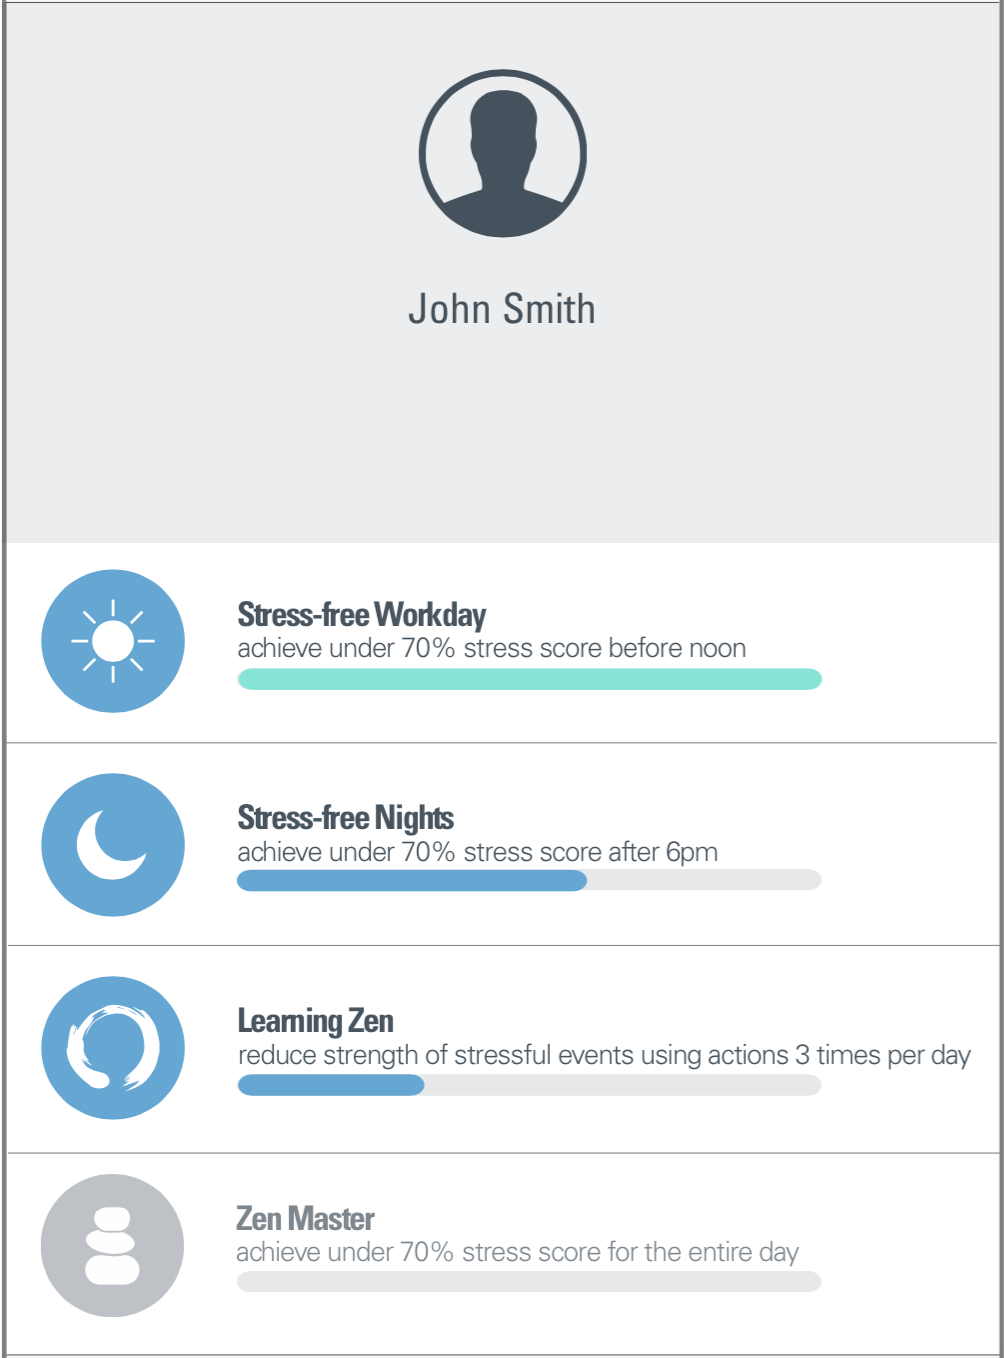 John Smith
Stress-free Workday
achieve under 70% stress score before noon
Stress-free Nights
achieve under 70% stress score after 6pm
Learning Zen
reduce strength of stressful events using actions 3 times per day
Zen Master
achieve under 70% stress score for the entire day